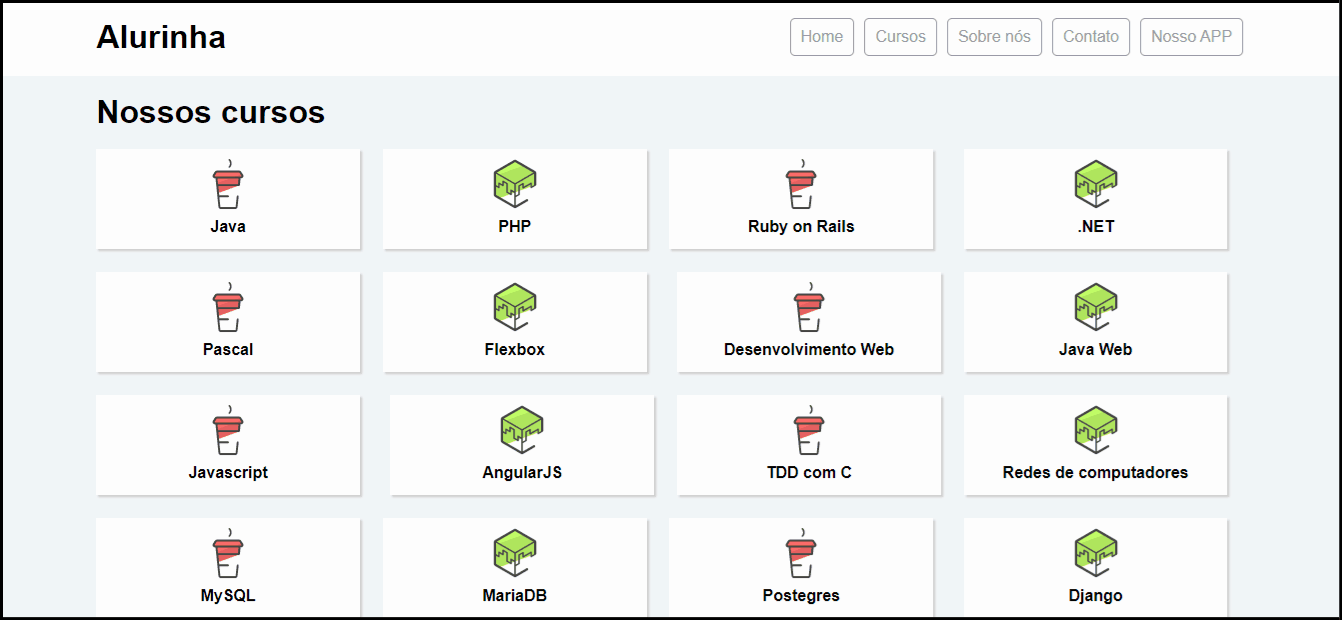 Alurinha
Home Cursos Sobre nós Contato Nosso APP
Nossos cursos
Java PHP Ruby on Rails .NET
Pascal Flexbox Desenvolvimento Web Java Web
Javascript AngularJS TDD com C Redes de computadores
MySQL MariaDB Postegres Django